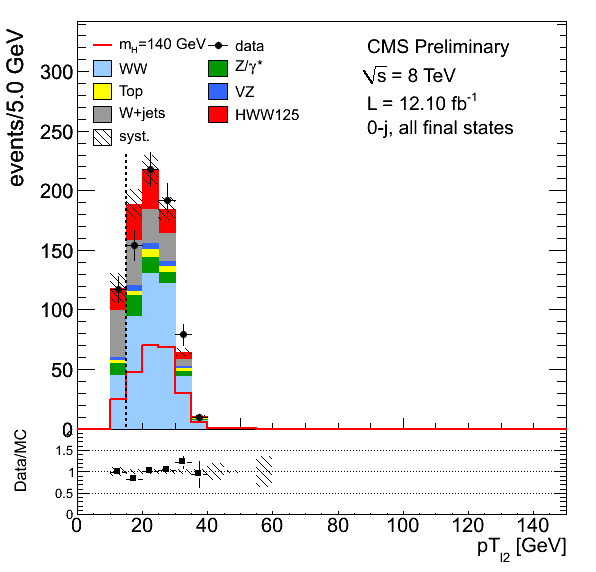 events/5.0 GeV
300
250
200
150
100
50
0
m_H=140 GeV
data
WW
Z/γ*
Top
VZ
W+jets
HWW125
syst.
CMS Preliminary
√s = 8 TeV
L = 12.10 fb⁻¹
0-j, all final states
Data/MC
2
1.5
1
0.5
0
0 20 40 60 80 100 120 140
pT_l2 [GeV]